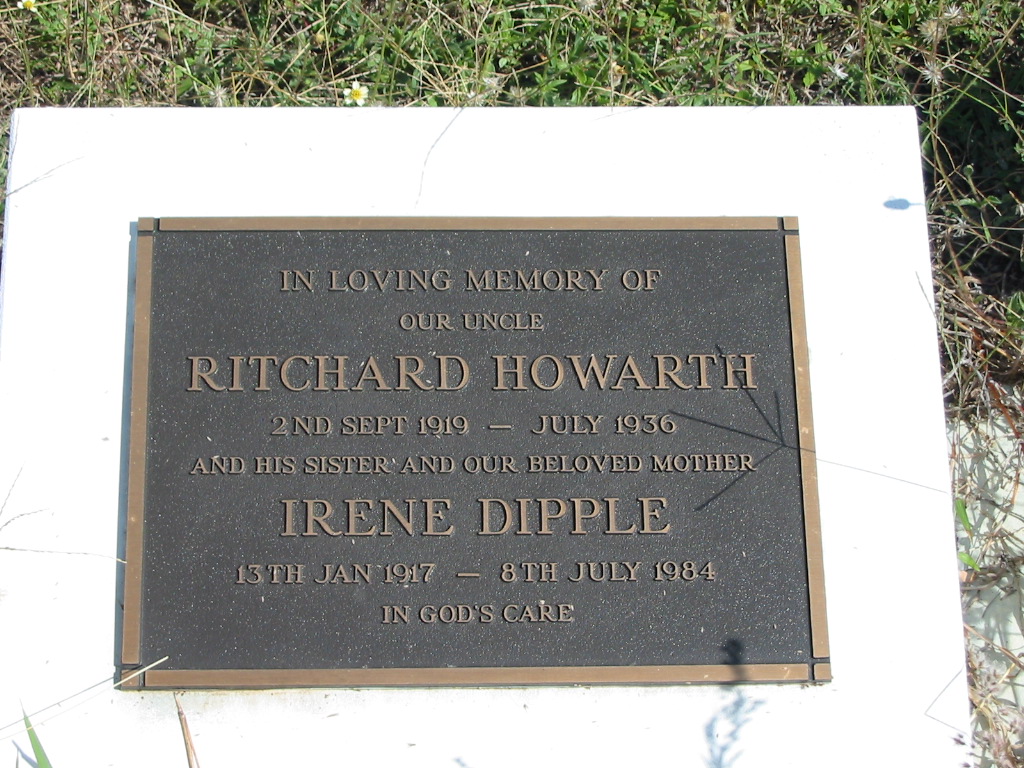 IN LOVING MEMORY OF
OUR UNCLE
RITCHARD HOWARTH
2ND SEPT 1919 — JULY 1936
AND HIS SISTER AND OUR BELOVED MOTHER
IRENE DIPPLE
13TH JAN 1917 — 8TH JULY 1984
IN GOD'S CARE